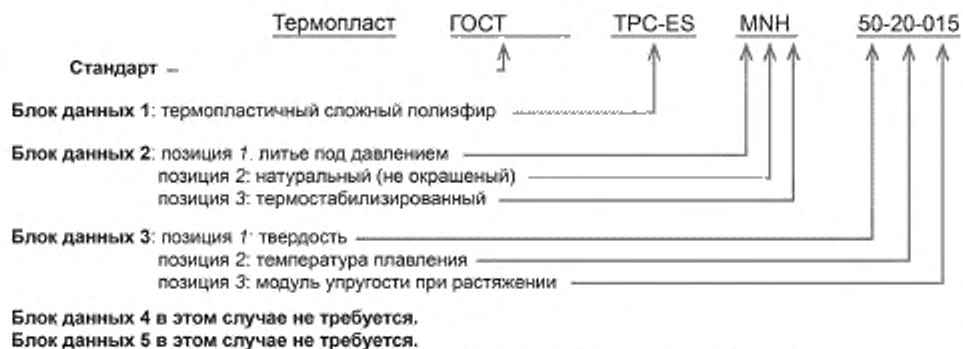 Термопласт ГОСТ TPC-ES MNH 50-20-015
Стандарт –
Блок данных 1: термопластичный сложный полиэфир
Блок данных 2: позиция 1. литье под давлением
позиция 2: натуральный (не окрашеный)
позиция 3: термостабилизированный
Блок данных 3: позиция 1: твердость
позиция 2: температура плавления
позиция 3: модуль упругости при растяжении
Блок данных 4 в этом случае не требуется.
Блок данных 5 в этом случае не требуется.